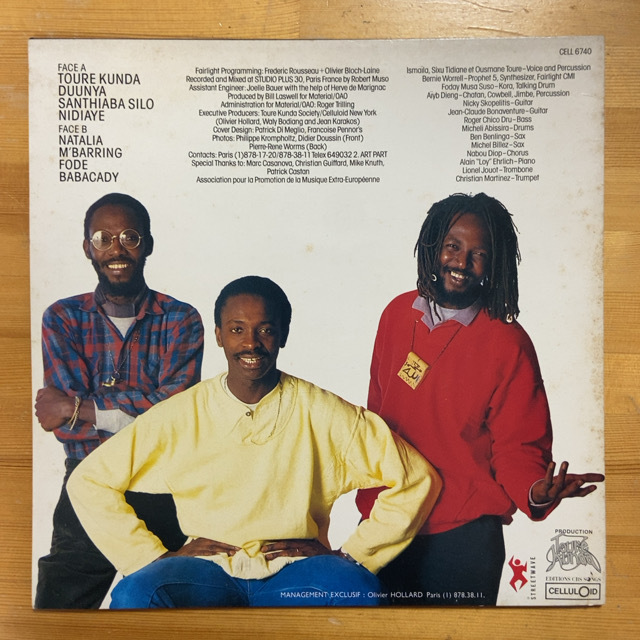 CELL 6740
FACE A
TOURE KUNDA
DUUNYA
SANTHIABA SILO
NIDIAYE
FACE B
NATALIA
M'BARRING
FODE
BABACADY
Fairlight Programming: Frederic Rousseau + Olivier Bloch-Laine
Recorded and Mixed at STUDIO PLUS 30, Paris France by Robert Muso
Assistant Engineer: Joelle Bauer with the help of Herve de Marignac
Produced by Bill Laswell for Material/OAO
Administration for Material/OAO: Roger Trilling
Executive Producers: Toure Kunda Society/Celluloid New York
(Olivier Hollard, Waly Bodiang and Jean Karakos)
Cover Design: Patrick Di Meglio, Francoise Pennor's
Photos: Philippe Krompholtz, Didier Doussin (Front)
Pierre-Rene Worms (Back)
Contacts: Paris (1) 878-17-20/878-38-11 Telex 649032 2. ART PART
Special Thanks to: Marc Casanova, Christian Guiffard, Mike Knuth,
Patrick Castan
Association pour la Promotion de la Musique Extra-Européenne
Ismaila, Sixu Tidiane et Ousmane Toure–Voice and Percussion
Bernie Worrell–Prophet 5, Synthesizer, Fairlight CMI
Foday Musa Suso–Kora, Talking Drum
Aiyb Dieng–Chatan, Cowbell, Jimbe, Percussion
Nicky Skopelitis–Guitar
Jean-Claude Bonaventure–Guitar
Roger Chico Dru–Bass
Micheli Abissira–Drums
Ben Benlinga–Sax
Michel Billez–Sax
Nabou Diop–Chorus
Alain "Loy" Ehrlich–Piano
Lionel Jouot–Trombone
Christian Martinez–Trumpet
MANAGEMENT EXCLUSIF : Olivier HOLLARD Paris (1) 878.38.11.
STREETWAVE
PRODUCTION
EDITIONS CBS SONGS
CELLULOID